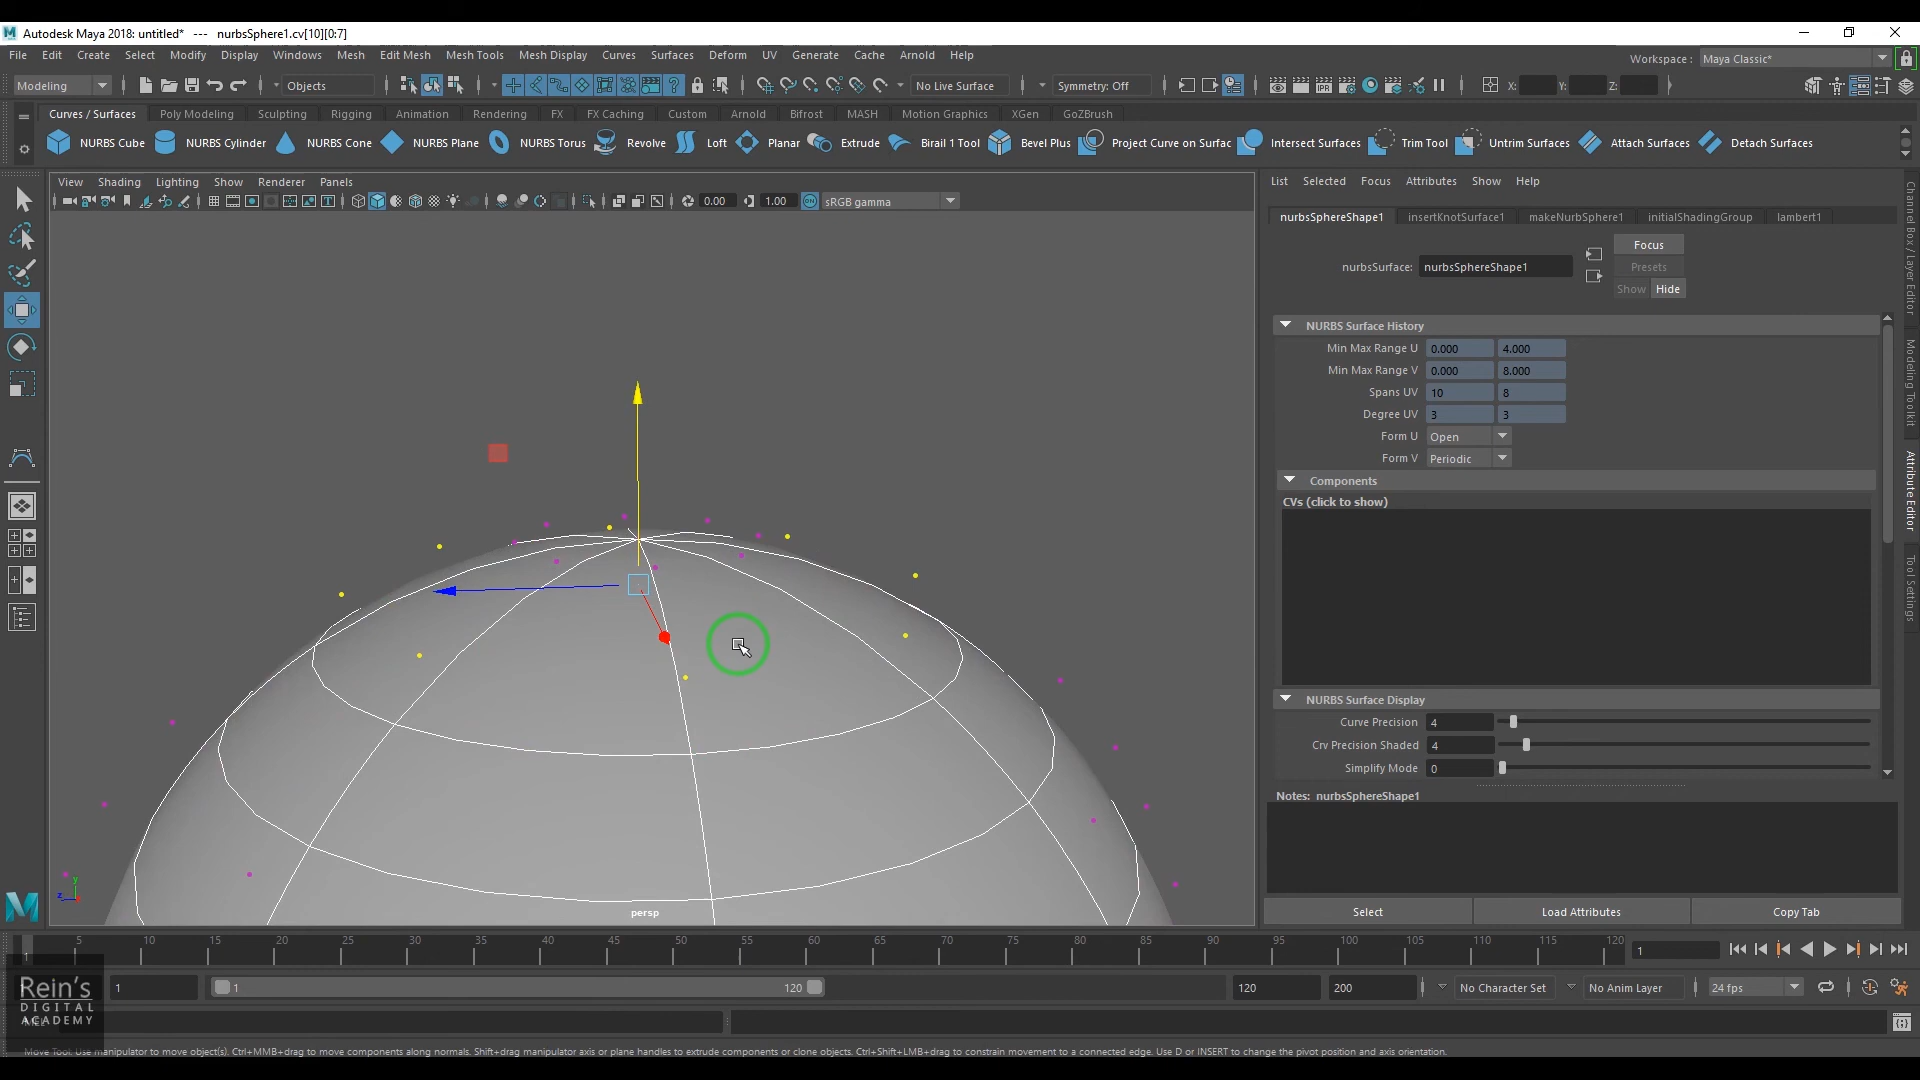 Autodesk Maya 2018: untitled* --- nurbsSphere1.cv[10][0:7]
File Edit Create Select Modify Display Windows Mesh Edit Mesh Mesh Tools Mesh Display Curves Surfaces Deform UV Generate Cache Arnold Help
Workspace : Maya Classic*
Modeling Objects No Live Surface Symmetry: Off X: Y: Z:
Curves / Surfaces Poly Modeling Sculpting Rigging Animation Rendering FX FX Caching Custom Arnold Bifrost MASH Motion Graphics XGen GoZBrush
NURBS Cube NURBS Cylinder NURBS Cone NURBS Plane NURBS Torus Revolve Loft Planar Extrude Birail 1 Tool Bevel Plus Project Curve on Surfac Intersect Surfaces Trim Tool Untrim Surfaces Attach Surfaces Detach Surfaces
View Shading Lighting Show Renderer Panels
0.00 1.00 ON sRGB gamma
List Selected Focus Attributes Show Help
nurbsSphereShape1 insertKnotSurface1 makeNurbSphere1 initialShadingGroup lambert1
nurbsSurface: nurbsSphereShape1
Focus
Presets
Show Hide
NURBS Surface History
Min Max Range U 0.000 4.000
Min Max Range V 0.000 8.000
Spans UV 10 8
Degree UV 3 3
Form U Open
Form V Periodic
Components
CVs (click to show)
NURBS Surface Display
Curve Precision 4
Crv Precision Shaded 4
Simplify Mode 0
Notes: nurbsSphereShape1
Select Load Attributes Copy Tab
Channel Box / Layer Editor
Modeling Toolkit
Attribute Editor
Tool Settings
y
z
persp
5 10 15 20 25 30 35 40 45 50 55 60 65 70 75 80 85 90 95 100 105 110 115 120
1
1
1 1 120 120 200 No Character Set No Anim Layer 24 fps
Rein's
DIGITAL
ACADEMY
MEL
Move Tool: Use manipulator to move object(s). Ctrl+MMB+drag to move components along normals. Shift+drag manipulator axis or plane handles to extrude components or clone objects. Ctrl+Shift+LMB+drag to constrain movement to a connected edge. Use D or INSERT to change the pivot position and axis orientation.